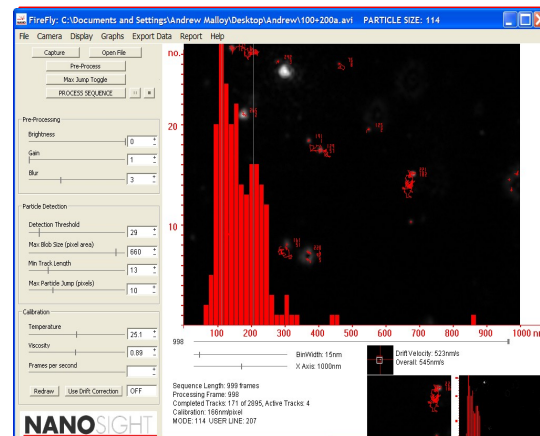 FireFly: C:\Documents and Settings\Andrew Malloy\Desktop\Andrew\100+200a.avi PARTICLE SIZE: 114
File Camera Display Graphs Export Data Report Help
Capture Open File
Pre-Process
Max Jump Toggle
PROCESS SEQUENCE
Pre-Processing
Brightness
0
Gain
1
Blur
3
Particle Detection
Detection Threshold
29
Max Blob Size (pixel area)
660
Min Track Length
13
Max Particle Jump (pixels)
10
Calibration
Temperature
25.1
Viscosity
0.89
Frames per second
Redraw Use Drift Correction OFF
NANOSIGHT
no.
20
10
100 200 300 400 500 600 700 800 900 1000 nm
998
BinWidth: 15nm
X Axis: 1000nm
Drift Velocity: 523nm/s
Overall: 545nm/s
Sequence Length: 999 frames
Processing Frame: 998
Completed Tracks: 171 of 2895, Active Tracks: 4
Calibration: 166nm/pixel
MODE: 114 USER LINE: 207